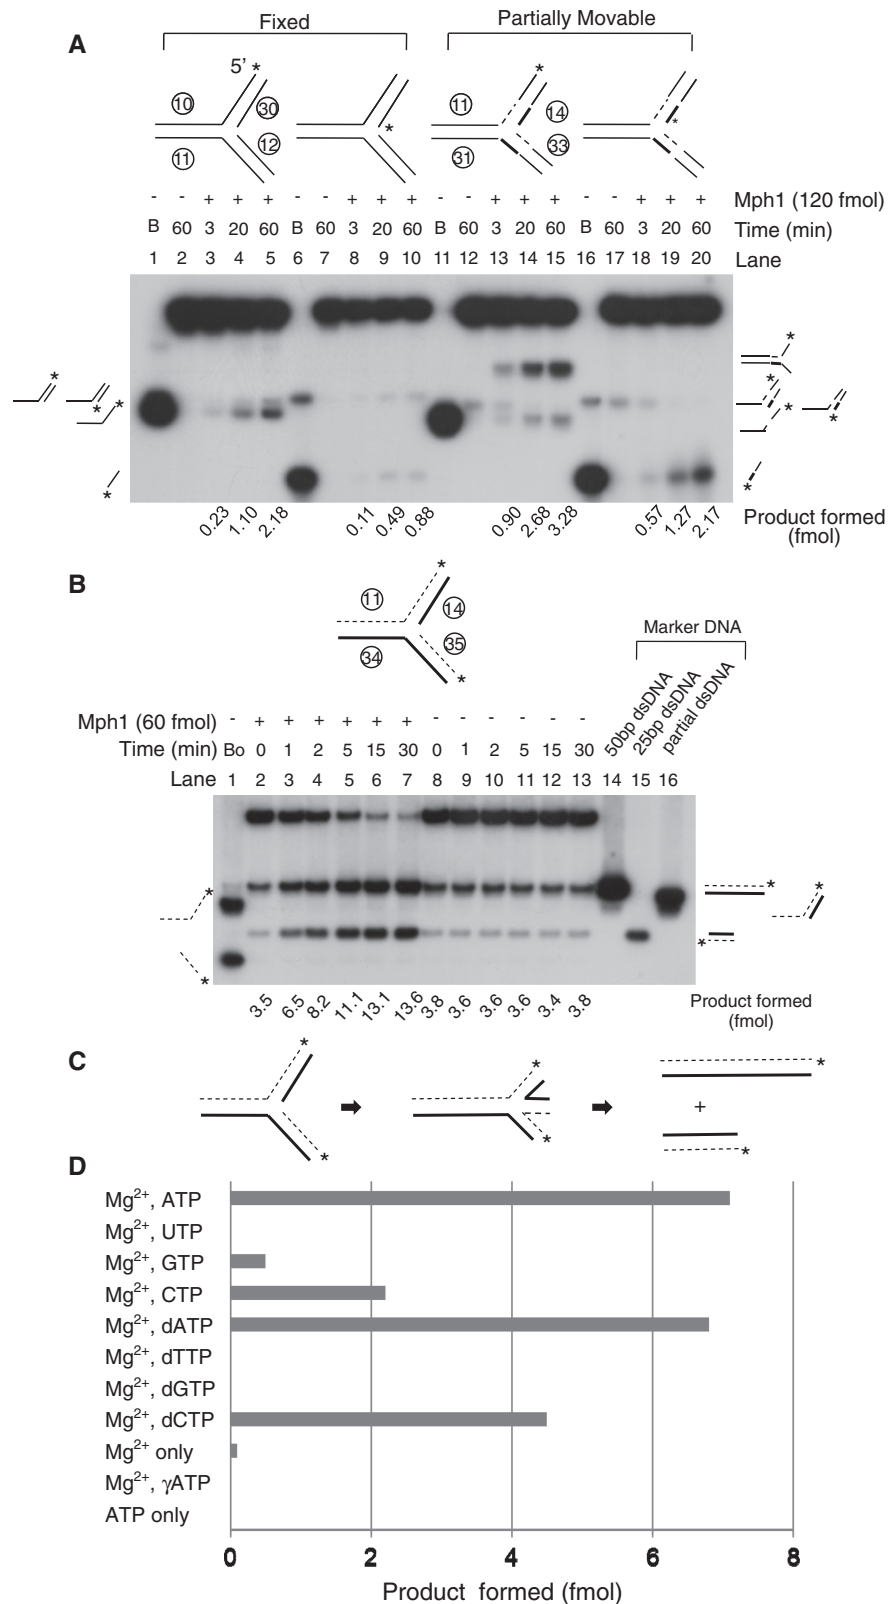 A
Fixed
Partially Movable
5' *
10 30 11 14
11 12 31 33
- - + + + - - + + + - - + + + - - + + + Mph1 (120 fmol)
B 60 3 20 60 B 60 3 20 60 B 60 3 20 60 B 60 3 20 60 Time (min)
1 2 3 4 5 6 7 8 9 10 11 12 13 14 15 16 17 18 19 20 Lane
0.23 1.10 2.18 0.11 0.49 0.88 0.90 2.68 3.28 0.57 1.27 2.17 Product formed
(fmol)
B
11 14
34 35
Marker DNA
50bp dsDNA
25bp dsDNA
partial dsDNA
Mph1 (60 fmol) - + + + + + + - - - - - -
Time (min) Bo 0 1 2 5 15 30 0 1 2 5 15 30
Lane 1 2 3 4 5 6 7 8 9 10 11 12 13 14 15 16
3.5 6.5 8.2 11.1 13.1 13.6 3.8 3.6 3.6 3.6 3.4 3.8 Product formed
(fmol)
C
+
D
Mg2+, ATP
Mg2+, UTP
Mg2+, GTP
Mg2+, CTP
Mg2+, dATP
Mg2+, dTTP
Mg2+, dGTP
Mg2+, dCTP
Mg2+ only
Mg2+, γATP
ATP only
0 2 4 6 8
Product formed (fmol)